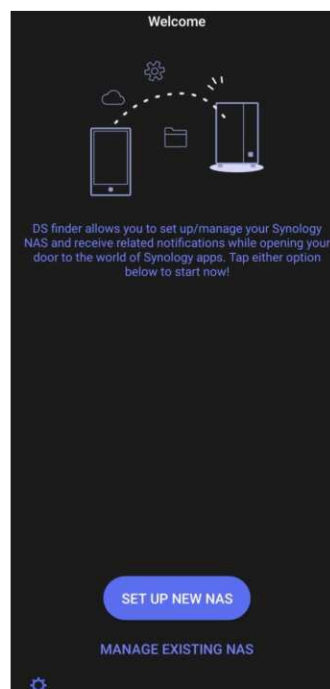 Welcome
DS finder allows you to set up/manage your Synology
NAS and receive related notifications while opening your
door to the world of Synology apps. Tap either option
below to start now!
SET UP NEW NAS
MANAGE EXISTING NAS